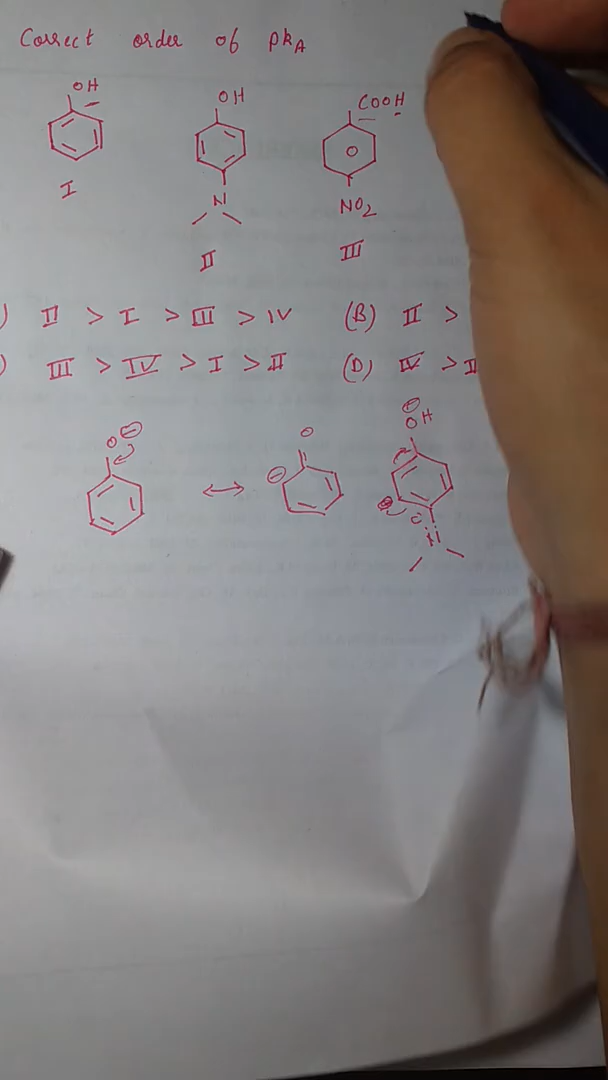 Correct order of pKA
OH OH COOH
N NO2
I II III
) II > I > III > IV (B) II >
) III > IV > I > II (D) IV >
O ⊖ O ⊕ OH
⊖ ⊖
N